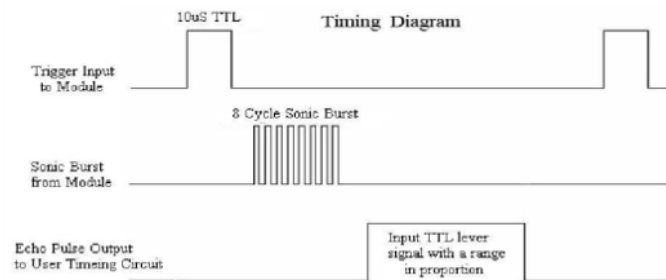 10uS TTL
Timing Diagram
Trigger Input
to Module
8 Cycle Sonic Burst
Sonic Burst
from Module
Echo Pulse Output
to User Timeing Circuit
Input TTL lever
signal with a range
in proportion